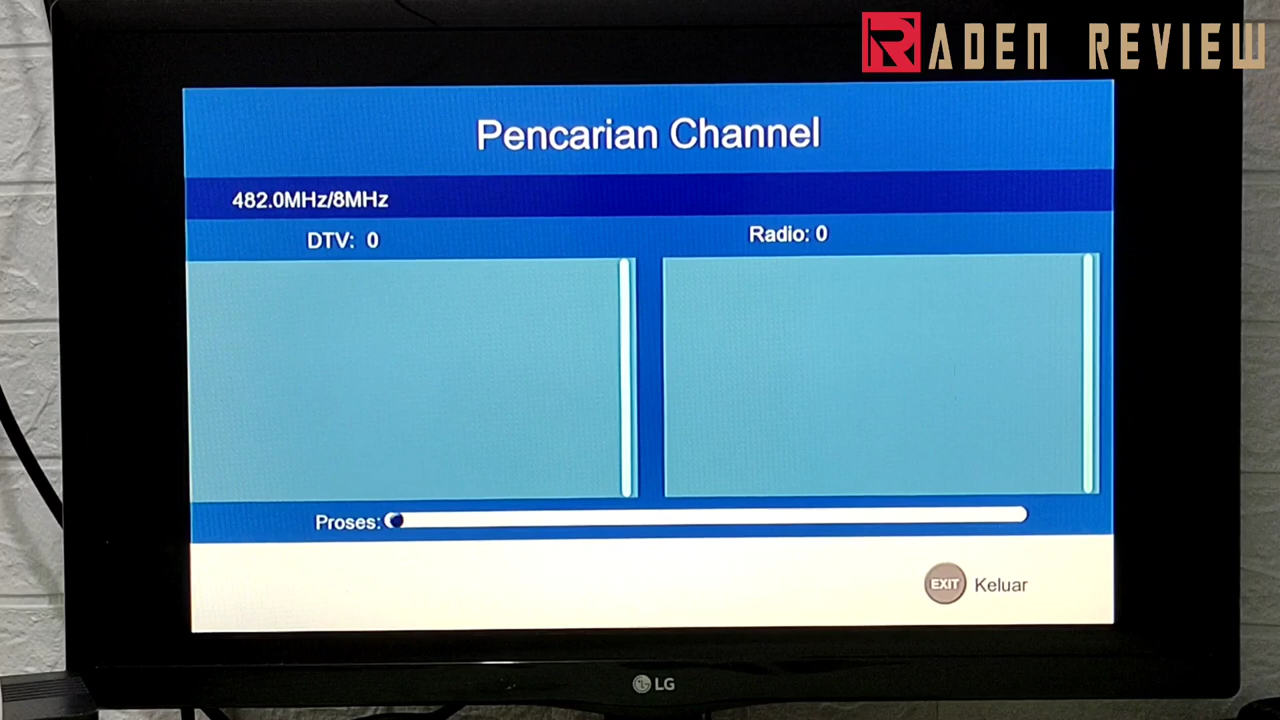 RADEN REVIEW
Pencarian Channel
482.0MHz/8MHz
DTV: 0
Radio: 0
Proses:
EXIT Keluar
LG